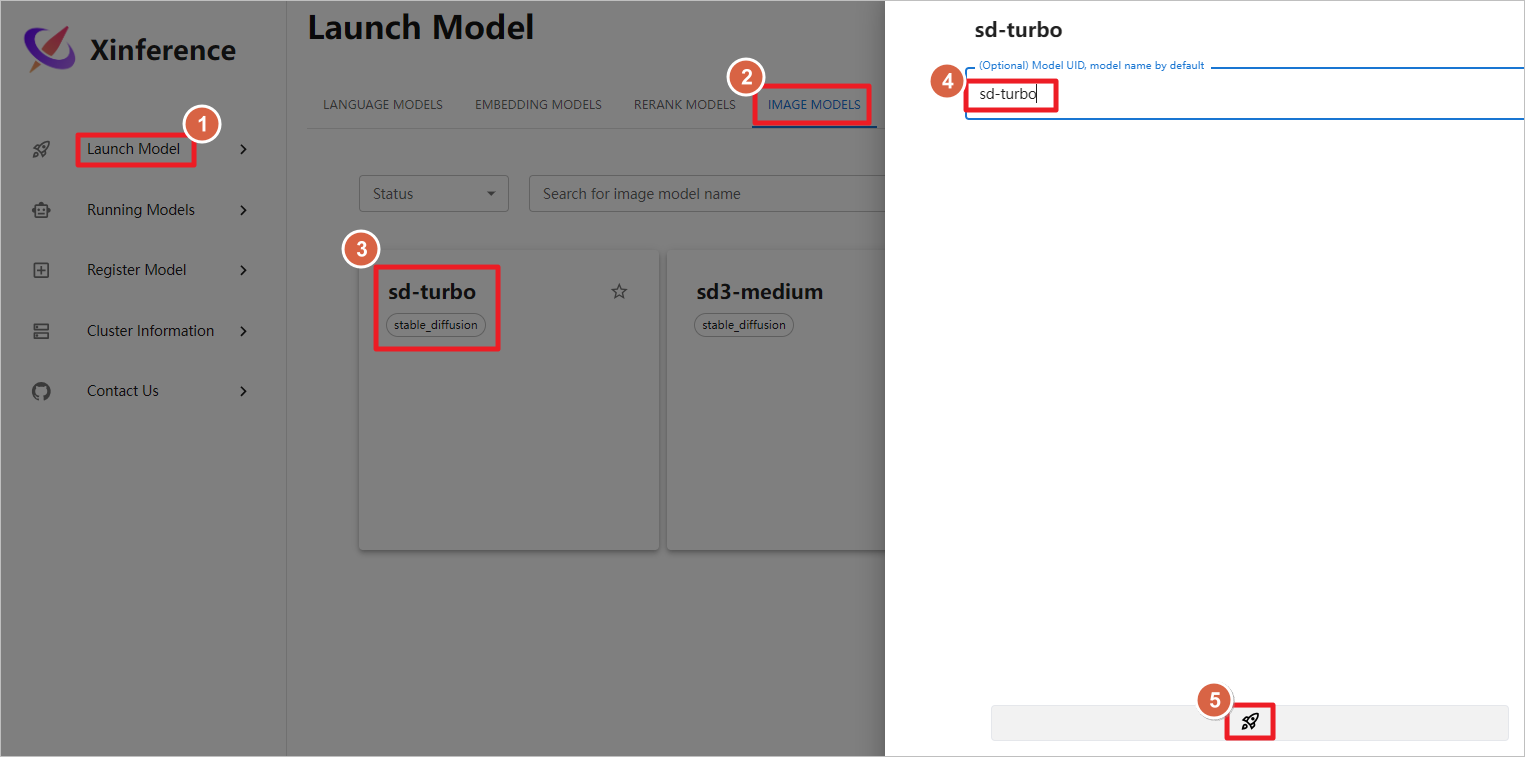 Xinference
1
Launch Model
Running Models
Register Model
Cluster Information
Contact Us
Launch Model
2
LANGUAGE MODELS
EMBEDDING MODELS
RERANK MODELS
IMAGE MODELS
Status
Search for image model name
3
sd-turbo
stable_diffusion
sd3-medium
stable_diffusion
sd-turbo
(Optional) Model UID, model name by default
4
sd-turbo
5